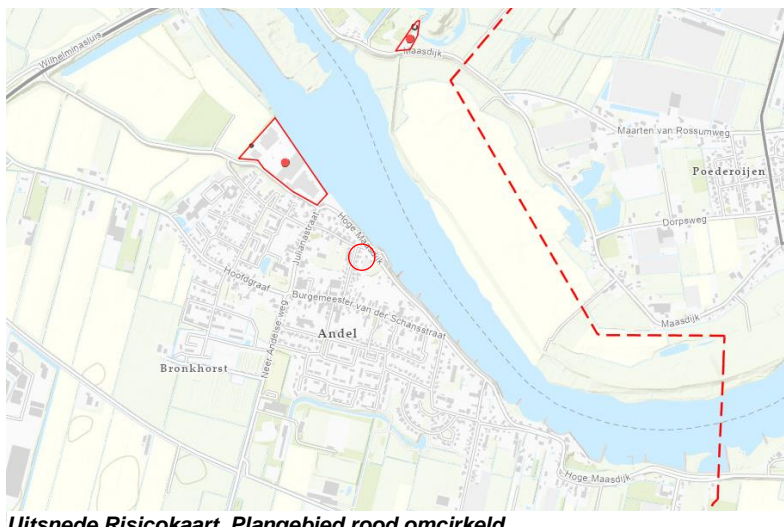 Wilhelminasluis
Maasdijk
Maarten van Rossumweg
Poederoijen
Dorpsweg
Julianastraat
Hoge Maasdijk
Hoofdgraaf
Burgemeester van der Schansstraat
Maasdijk
Andel
Neer Andelseweg
Bronkhorst
Hoge Maasdijk
Uitsnede Risicokaart. Plangebied rood omcirkeld